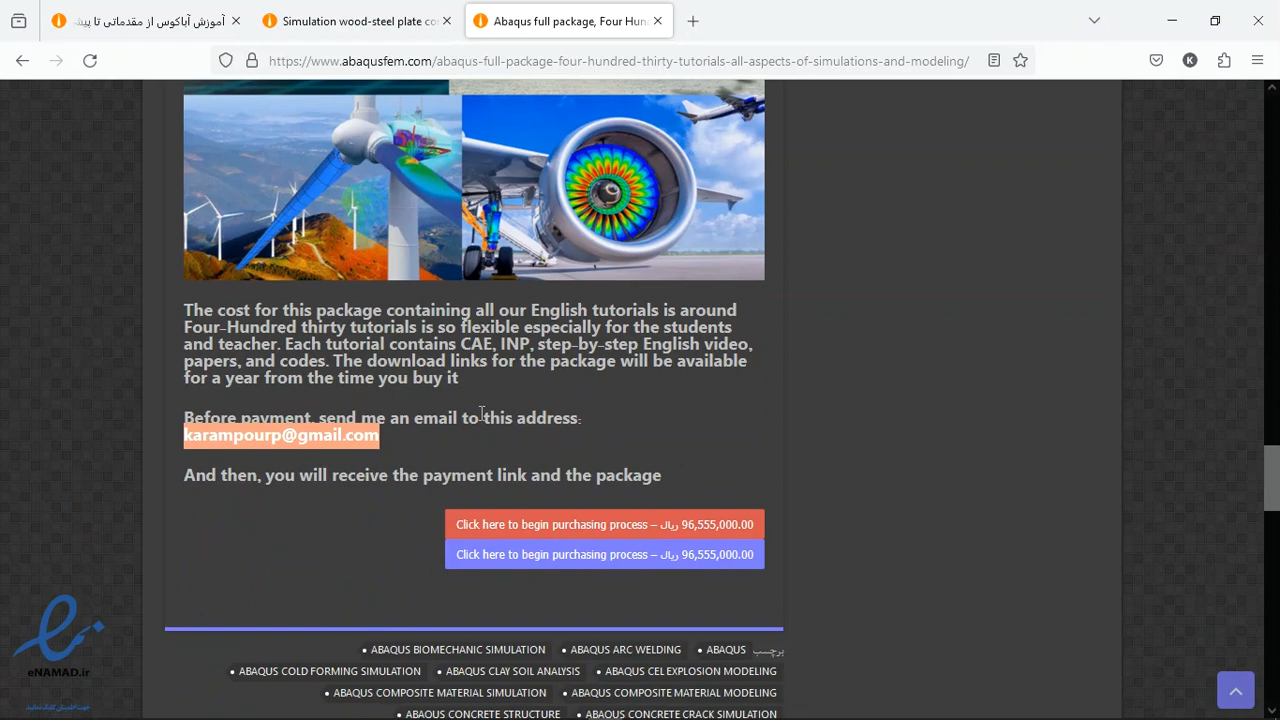 آموزش آباکوس از مقدماتی تا پیش
Simulation wood-steel plate co
Abaqus full package, Four Hun
https://www.abaqusfem.com/abaqus-full-package-four-hundred-thirty-tutorials-all-aspects-of-simulations-and-modeling/
The cost for this package containing all our English tutorials is around
Four-Hundred thirty tutorials is so flexible especially for the students
and teacher. Each tutorial contains CAE, INP, step-by-step English video,
papers, and codes. The download links for the package will be available
for a year from the time you buy it
Before payment, send me an email to this address:
karampourp@gmail.com
And then, you will receive the payment link and the package
Click here to begin purchasing process – ریال 96,555,000.00
Click here to begin purchasing process – ریال 96,555,000.00
برچسب ABAQUS • ABAQUS ARC WELDING • ABAQUS BIOMECHANIC SIMULATION •
ABAQUS CEL EXPLOSION MODELING • ABAQUS CLAY SOIL ANALYSIS • ABAQUS COLD FORMING SIMULATION •
ABAQUS COMPOSITE MATERIAL MODELING • ABAQUS COMPOSITE MATERIAL SIMULATION •
ABAQUS CONCRETE CRACK SIMULATION • ABAQUS CONCRETE STRUCTURE •
eNAMAD.ir